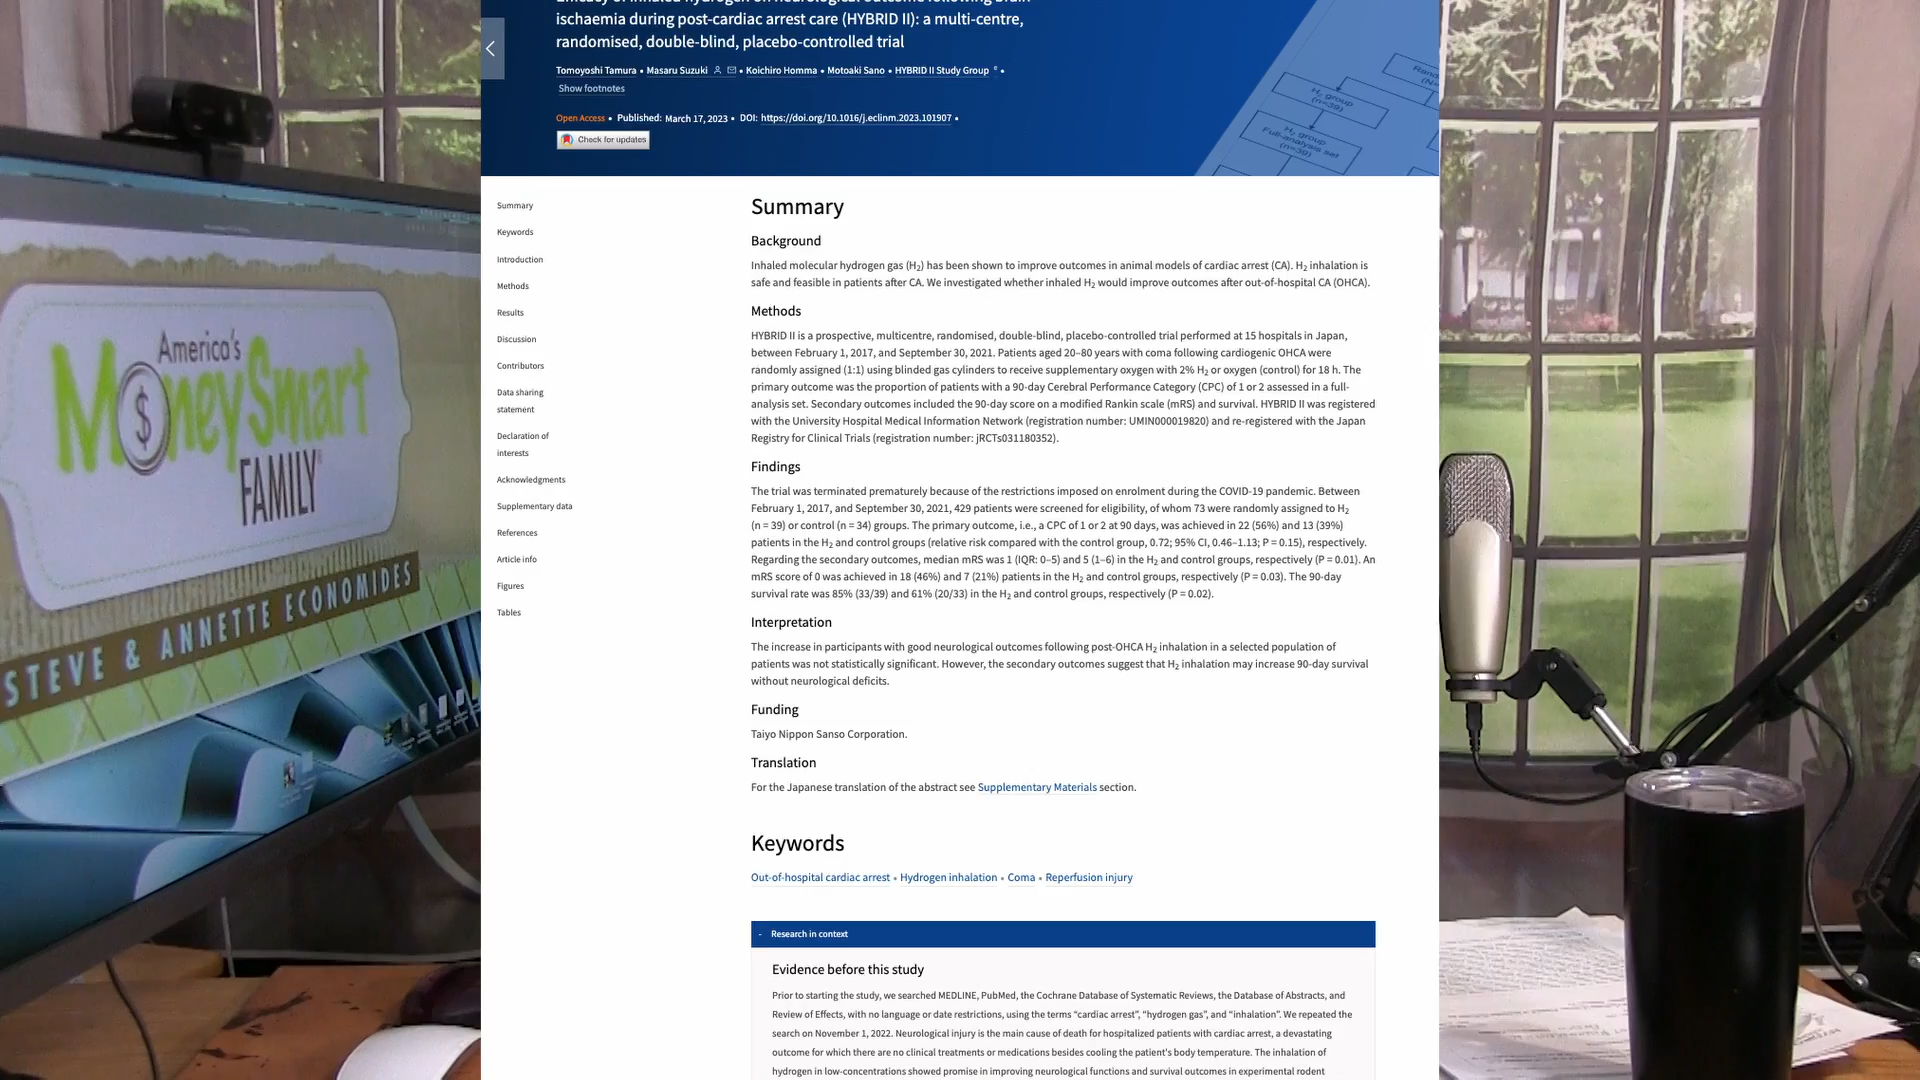 America's
MoneySmart
FAMILY
STEVE & ANNETTE ECONOMIDES
ischaemia during post-cardiac arrest care (HYBRID II): a multi-centre,
randomised, double-blind, placebo-controlled trial
Tomoyoshi Tamura • Masaru Suzuki • Koichiro Homma • Motoaki Sano • HYBRID II Study Group e •
Show footnotes
Open Access • Published: March 17, 2023 • DOI: https://doi.org/10.1016/j.eclinm.2023.101907 •
Check for updates
H2 group
(n=39)
H2 group
Full-analysis set
(n=39)
Summary
Keywords
Introduction
Methods
Results
Discussion
Contributors
Data sharing
statement
Declaration of
interests
Acknowledgments
Supplementary data
References
Article info
Figures
Tables
Summary
Background
Inhaled molecular hydrogen gas (H2) has been shown to improve outcomes in animal models of cardiac arrest (CA). H2 inhalation is
safe and feasible in patients after CA. We investigated whether inhaled H2 would improve outcomes after out-of-hospital CA (OHCA).
Methods
HYBRID II is a prospective, multicentre, randomised, double-blind, placebo-controlled trial performed at 15 hospitals in Japan,
between February 1, 2017, and September 30, 2021. Patients aged 20–80 years with coma following cardiogenic OHCA were
randomly assigned (1:1) using blinded gas cylinders to receive supplementary oxygen with 2% H2 or oxygen (control) for 18 h. The
primary outcome was the proportion of patients with a 90-day Cerebral Performance Category (CPC) of 1 or 2 assessed in a full-
analysis set. Secondary outcomes included the 90-day score on a modified Rankin scale (mRS) and survival. HYBRID II was registered
with the University Hospital Medical Information Network (registration number: UMIN000019820) and re-registered with the Japan
Registry for Clinical Trials (registration number: jRCTs031180352).
Findings
The trial was terminated prematurely because of the restrictions imposed on enrolment during the COVID-19 pandemic. Between
February 1, 2017, and September 30, 2021, 429 patients were screened for eligibility, of whom 73 were randomly assigned to H2
(n = 39) or control (n = 34) groups. The primary outcome, i.e., a CPC of 1 or 2 at 90 days, was achieved in 22 (56%) and 13 (39%)
patients in the H2 and control groups (relative risk compared with the control group, 0.72; 95% CI, 0.46–1.13; P = 0.15), respectively.
Regarding the secondary outcomes, median mRS was 1 (IQR: 0–5) and 5 (1–6) in the H2 and control groups, respectively (P = 0.01). An
mRS score of 0 was achieved in 18 (46%) and 7 (21%) patients in the H2 and control groups, respectively (P = 0.03). The 90-day
survival rate was 85% (33/39) and 61% (20/33) in the H2 and control groups, respectively (P = 0.02).
Interpretation
The increase in participants with good neurological outcomes following post-OHCA H2 inhalation in a selected population of
patients was not statistically significant. However, the secondary outcomes suggest that H2 inhalation may increase 90-day survival
without neurological deficits.
Funding
Taiyo Nippon Sanso Corporation.
Translation
For the Japanese translation of the abstract see Supplementary Materials section.
Keywords
Out-of-hospital cardiac arrest • Hydrogen inhalation • Coma • Reperfusion injury
- Research in context
Evidence before this study
Prior to starting the study, we searched MEDLINE, PubMed, the Cochrane Database of Systematic Reviews, the Database of Abstracts, and
Review of Effects, with no language or date restrictions, using the terms “cardiac arrest”, “hydrogen gas”, and “inhalation”. We repeated the
search on November 1, 2022. Neurological injury is the main cause of death for hospitalized patients with cardiac arrest, a devastating
outcome for which there are no clinical treatments or medications besides cooling the patient's body temperature. The inhalation of
hydrogen in low-concentrations showed promise in improving neurological functions and survival outcomes in experimental rodent